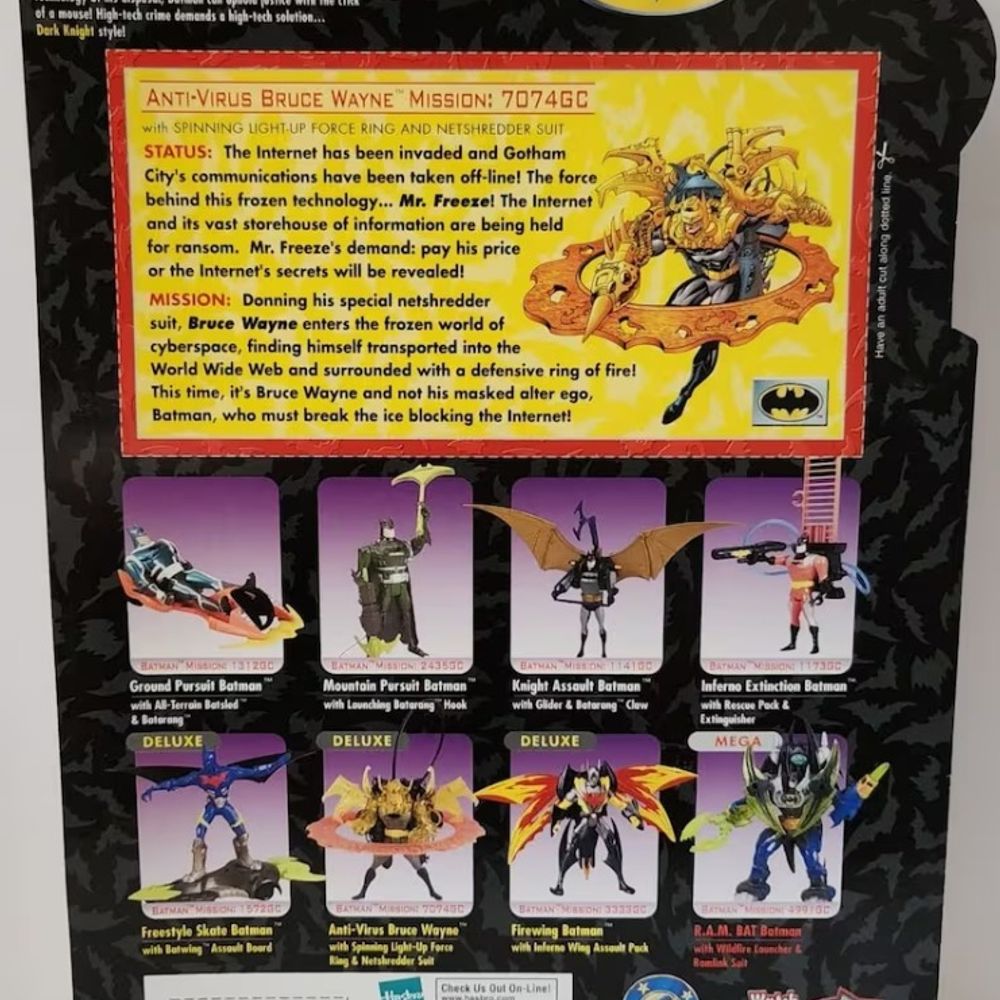 of a mouse! High-tech crime demands a high-tech solution...
Dark Knight style!
ANTI-VIRUS BRUCE WAYNE™ MISSION: 7074GC
with SPINNING LIGHT-UP FORCE RING AND NETSHREDDER SUIT
STATUS: The Internet has been invaded and Gotham
City's communications have been taken off-line! The force
behind this frozen technology... Mr. Freeze! The Internet
and its vast storehouse of information are being held
for ransom. Mr. Freeze's demand: pay his price
or the Internet's secrets will be revealed!
MISSION: Donning his special netshredder
suit, Bruce Wayne enters the frozen world of
cyberspace, finding himself transported into the
World Wide Web and surrounded with a defensive ring of fire!
This time, it's Bruce Wayne and not his masked alter ego,
Batman, who must break the ice blocking the Internet!
Have an adult cut along dotted line.
BATMAN™ MISSION: 1312GC
Ground Pursuit Batman™
with All-Terrain Batsled™
& Batarang™
BATMAN™ MISSION: 2435GC
Mountain Pursuit Batman™
with Launching Batarang™ Hook
BATMAN™ MISSION: 1141GC
Knight Assault Batman™
with Glider & Batarang™ Claw
BATMAN™ MISSION: 1173GC
Inferno Extinction Batman™
with Rescue Pack &
Extinguisher
DELUXE
BATMAN™ MISSION: 1572GC
Freestyle Skate Batman™
with Batwing™ Assault Board
DELUXE
BATMAN™ MISSION: 7074GC
Anti-Virus Bruce Wayne™
with Spinning Light-Up Force
Ring & Netshredder Suit
DELUXE
BATMAN™ MISSION: 3333GC
Firewing Batman™
with Inferno Wing Assault Pack
MEGA
BATMAN™ MISSION: 4991GC
R.A.M. BAT Batman™
with Wildfire Launcher &
Ramlink Suit
Hasbro
Check Us Out On-Line!
www.hasbro.com
Watch